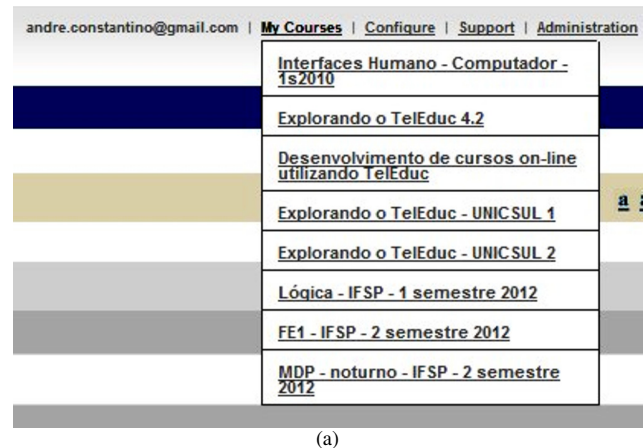 andre.constantino@gmail.com | My Courses | Configure | Support | Administration
Interfaces Humano - Computador -
1s2010
Explorando o TelEduc 4.2
Desenvolvimento de cursos on-line
utilizando TelEduc
a
Explorando o TelEduc - UNICSUL 1
Explorando o TelEduc - UNICSUL 2
Lógica - IFSP - 1 semestre 2012
FE1 - IFSP - 2 semestre 2012
MDP - noturno - IFSP - 2 semestre
2012
(a)